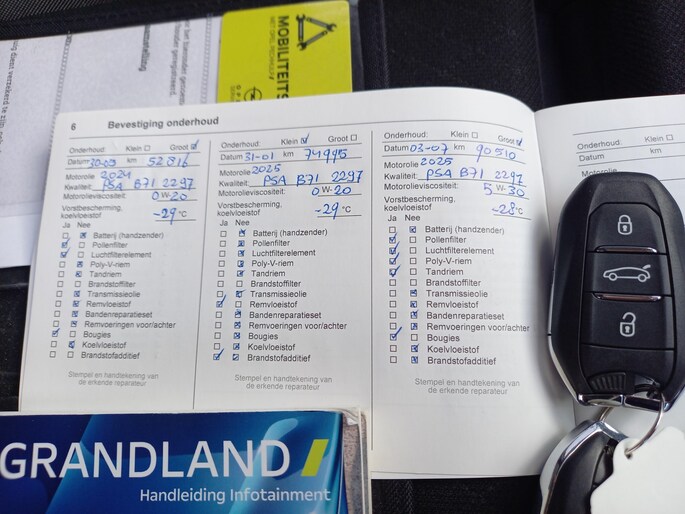 MOBILITEITS
6 Bevestiging onderhoud
Onderhoud: Klein ☐ Groot ☑
Datum 20-09 km 52816
Motorolie 2024
Kwaliteit: PSA B71 2297
Motorolieviscositeit: 0 W-20
Vorstbescherming,
koelvloeistof -29 °C
Ja Nee
☐ ☒ Batterij (handzender)
☑ ☐ Pollenfilter
☑ ☐ Luchtfilterelement
☐ ☒ Poly-V-riem
☐ ☒ Tandriem
☐ ☐ Brandstoffilter
☐ ☒ Transmissieolie
☐ ☒ Remvloeistof
☐ ☒ Bandenreparatieset
☐ ☒ Remvoeringen voor/achter
☑ ☐ Bougies
☐ ☒ Koelvloeistof
☐ ☐ Brandstofadditief
Stempel en handtekening van
de erkende reparateur
Onderhoud: Klein ☑ Groot ☐
Datum 31-01 km 74995
Motorolie 2025
Kwaliteit: PSA B71 2297
Motorolieviscositeit: 0 W-20
Vorstbescherming,
koelvloeistof -29 °C
Ja Nee
☐ ☒ Batterij (handzender)
☐ ☒ Pollenfilter
☐ ☒ Luchtfilterelement
☐ ☒ Poly-V-riem
☐ ☒ Tandriem
☐ ☐ Brandstoffilter
☐ ☒ Transmissieolie
☑ ☐ Remvloeistof
☐ ☒ Bandenreparatieset
☐ ☒ Remvoeringen voor/achter
☐ ☒ Bougies
☐ ☒ Koelvloeistof
☑ ☒ Brandstofadditief
Stempel en handtekening van
de erkende reparateur
Onderhoud: Klein ☐ Groot ☑
Datum 03-07 km 90510
Motorolie 2025
Kwaliteit: PSA B71 2297
Motorolieviscositeit: 5 W-30
Vorstbescherming,
koelvloeistof -28 °C
Ja Nee
☐ ☒ Batterij (handzender)
☑ ☐ Pollenfilter
☑ ☐ Luchtfilterelement
☑ ☐ Poly-V-riem
☑ ☐ Tandriem
☐ ☐ Brandstoffilter
☐ ☒ Transmissieolie
☐ ☒ Remvloeistof
☐ ☒ Bandenreparatieset
☐ ☒ Remvoeringen voor/achter
☑ ☐ Bougies
☐ ☒ Koelvloeistof
☐ ☒ Brandstofadditief
Stempel en handtekening van
de erkende reparateur
Onderhoud:
Datum
Motorolie
GRANDLAND
Handleiding Infotainment